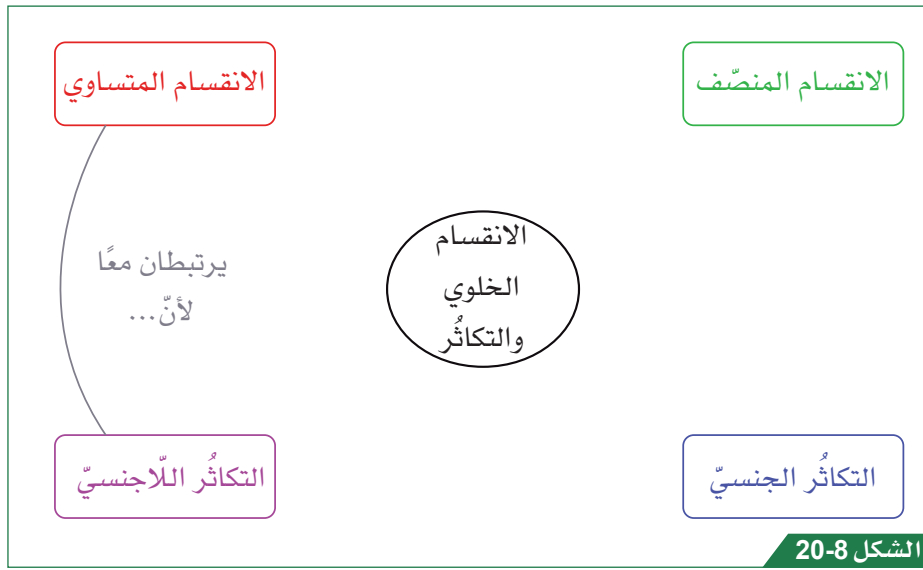 الانقسام المنصّف
الانقسام المتساوي
الانقسام
الخلوي
والتكاثُر
يرتبطان معًا
لأنّ...
التكاثُر الجنسيّ
التكاثُر اللّاجنسيّ
الشكل 8-20